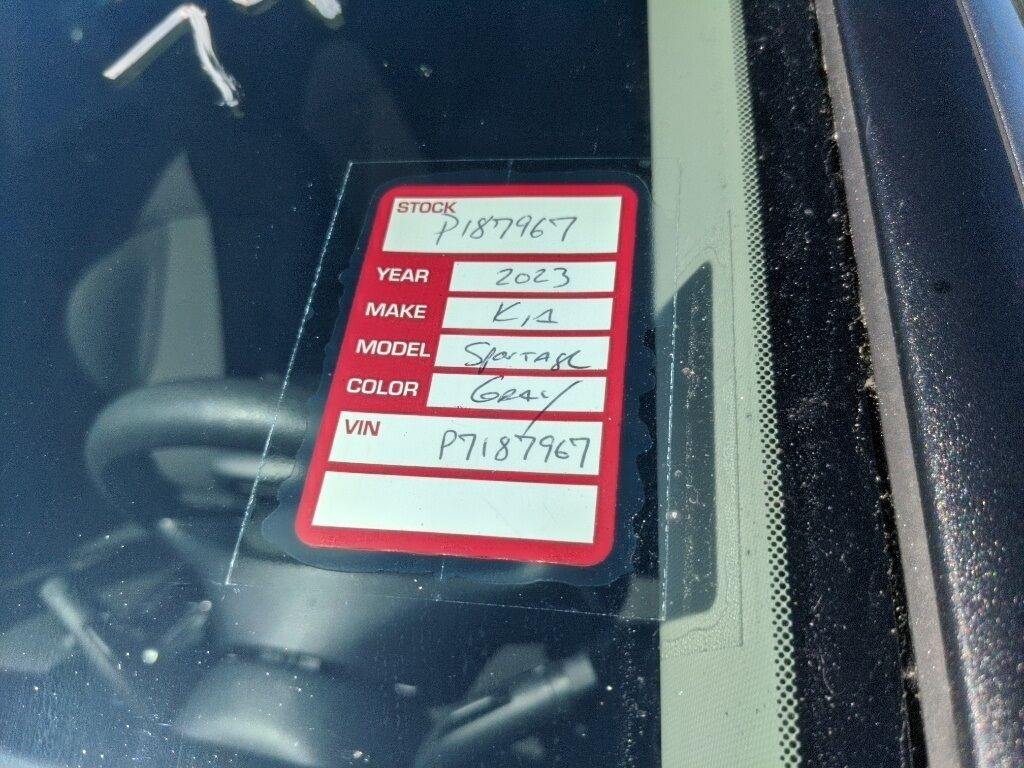 STOCK
P187967
YEAR 2023
MAKE Kia
MODEL Sportage
COLOR Gray
VIN P7187967